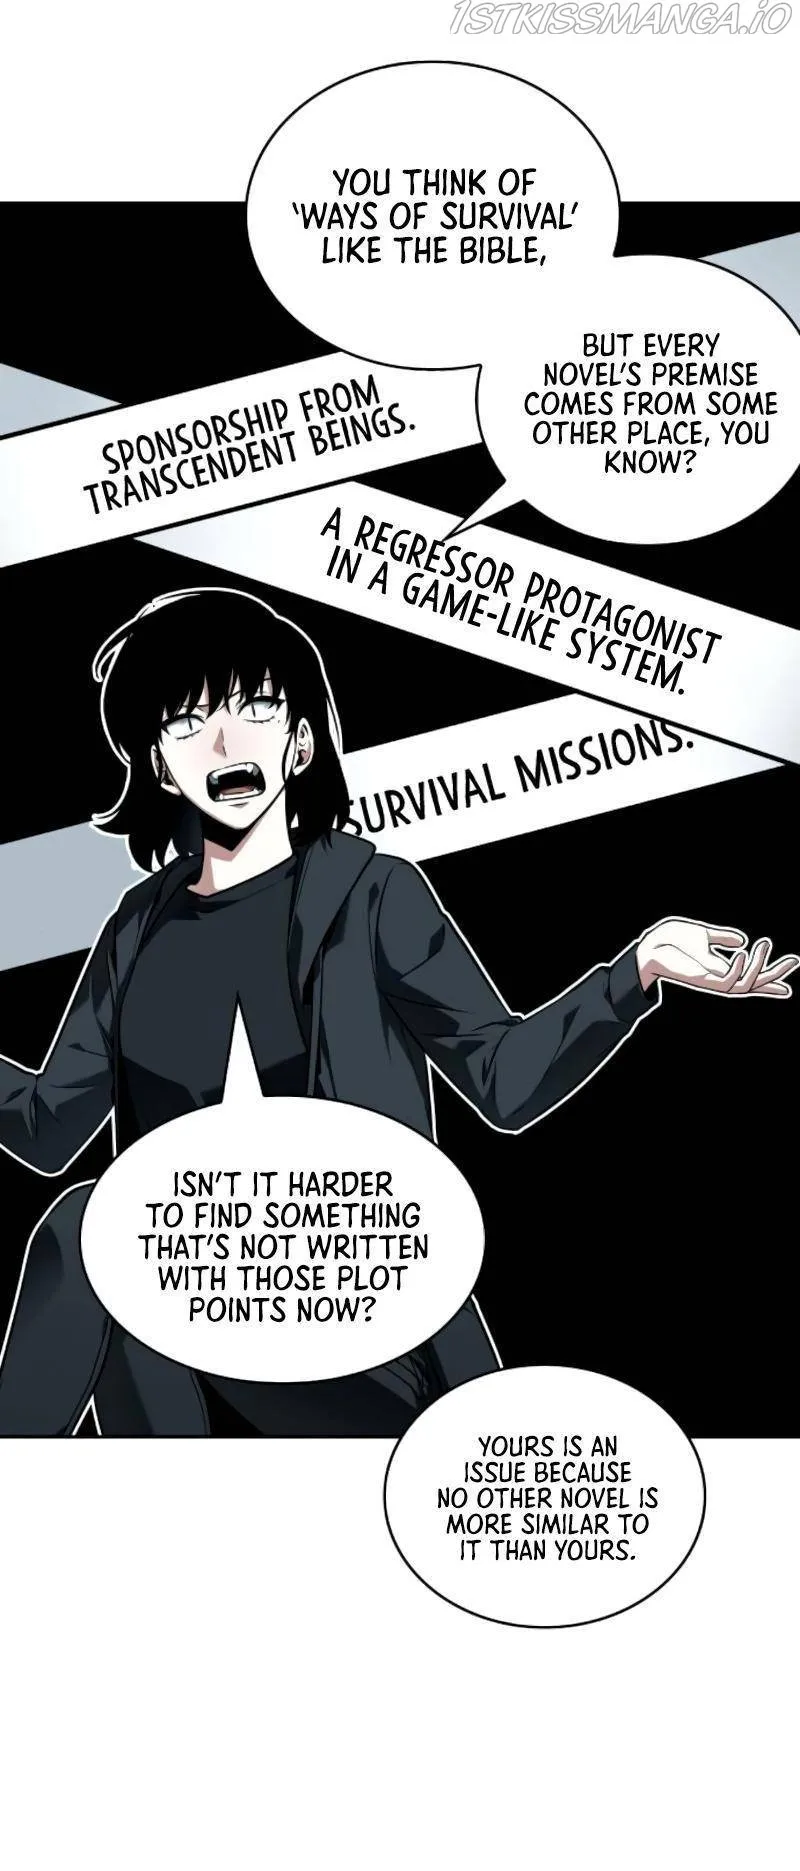 1STKISSMANGA.IO
YOU THINK OF
'WAYS OF SURVIVAL'
LIKE THE BIBLE,
BUT EVERY
NOVEL'S PREMISE
COMES FROM SOME
OTHER PLACE, YOU
KNOW?
SPONSORSHIP FROM
TRANSCENDENT BEINGS.
A REGRESSOR PROTAGONIST
IN A GAME-LIKE SYSTEM.
SURVIVAL MISSIONS.
ISN'T IT HARDER
TO FIND SOMETHING
THAT'S NOT WRITTEN
WITH THOSE PLOT
POINTS NOW?
YOURS IS AN
ISSUE BECAUSE
NO OTHER NOVEL IS
MORE SIMILAR TO
IT THAN YOURS.